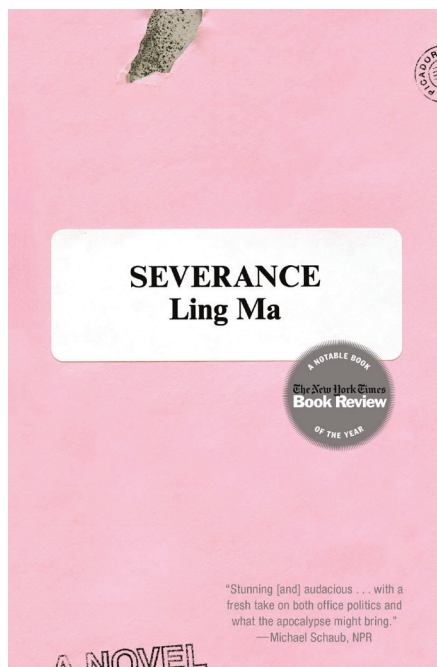 PICADOR
SEVERANCE
Ling Ma
A NOTABLE BOOK
The New York Times
Book Review
OF THE YEAR
“Stunning [and] audacious . . . with a
fresh take on both office politics and
what the apocalypse might bring.”
—Michael Schaub, NPR
A NOVEL